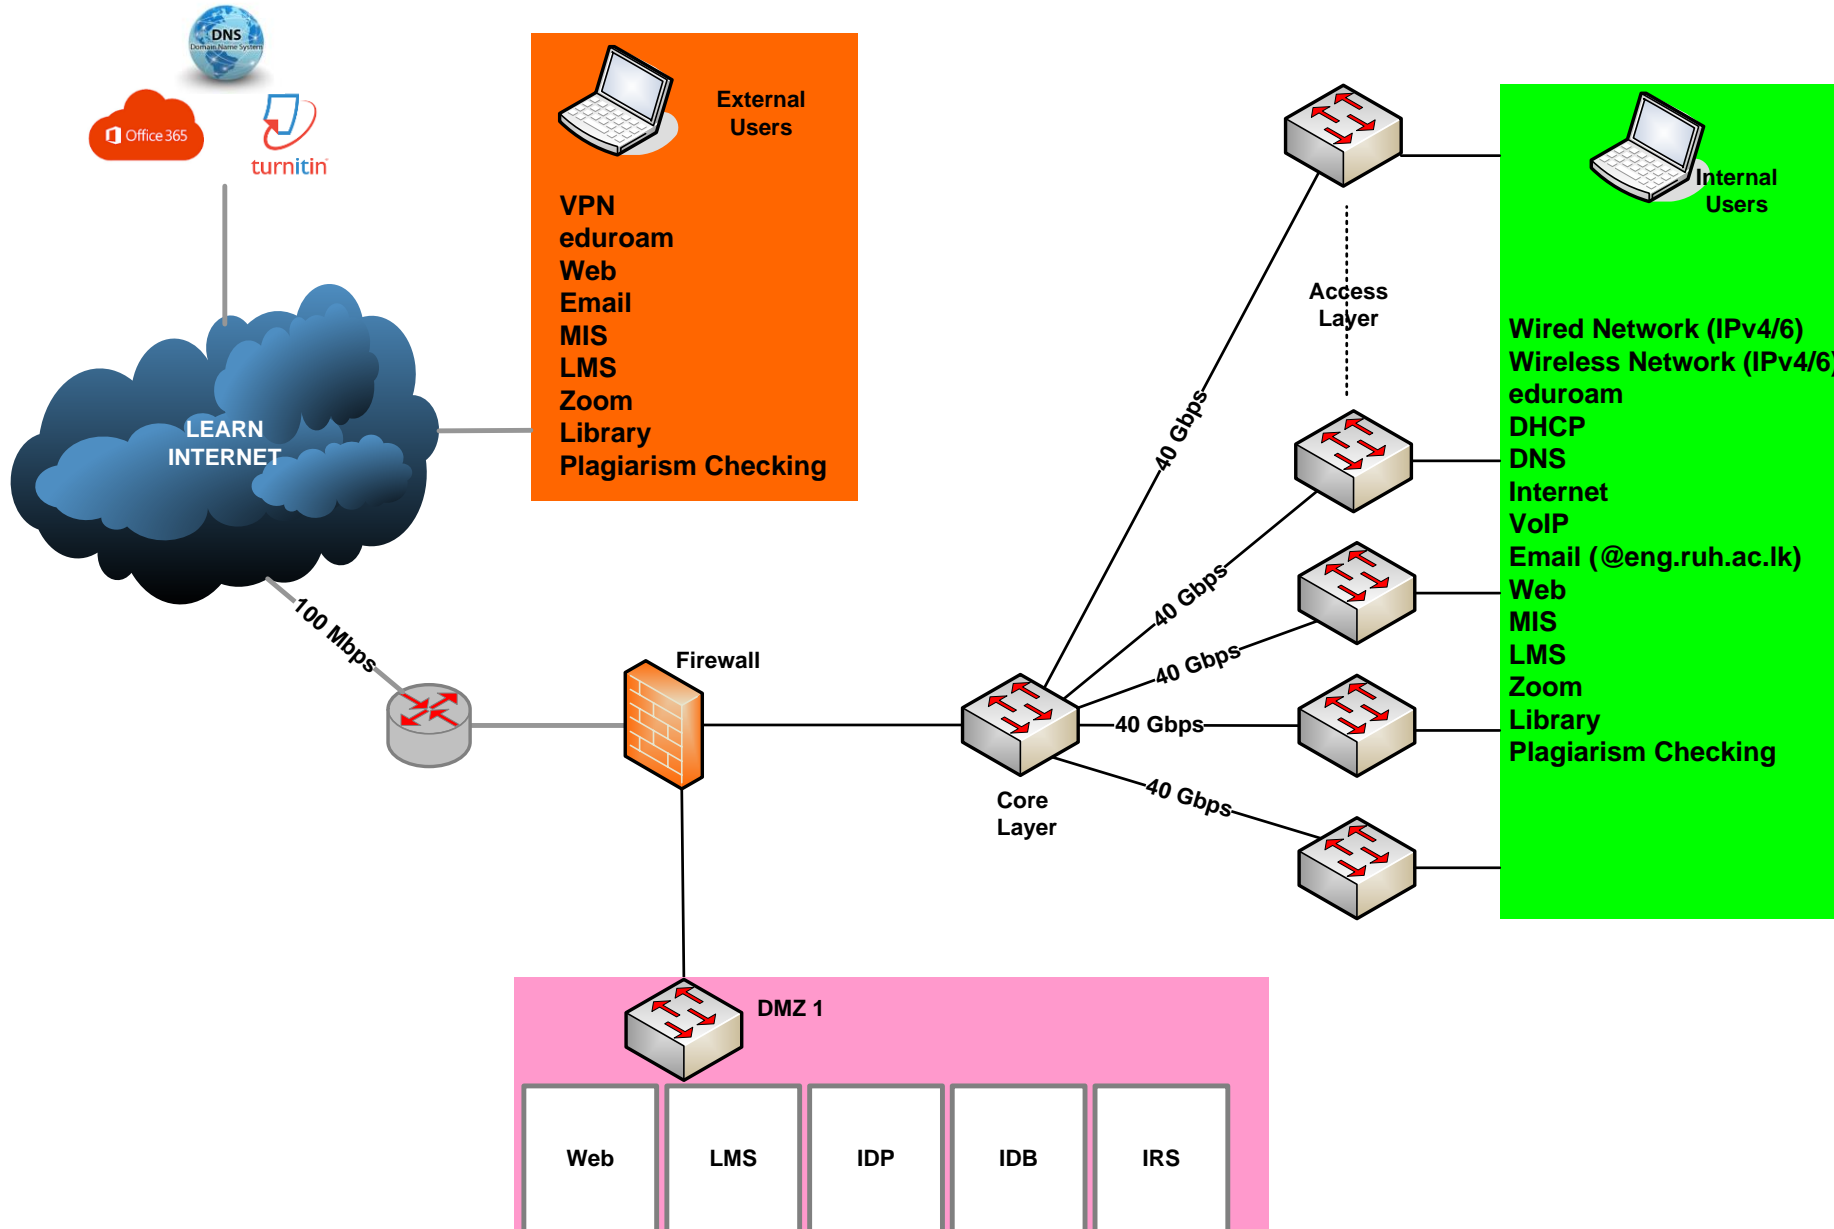 DNS
Domain Name System
Office 365
turnitin
External
Users
VPN
eduroam
Web
Email
MIS
LMS
Zoom
Library
Plagiarism Checking
LEARN
INTERNET
100 Mbps
Firewall
Core
Layer
40 Gbps
40 Gbps
40 Gbps
40 Gbps
40 Gbps
Access
Layer
Internal
Users
Wired Network (IPv4/6)
Wireless Network (IPv4/6)
eduroam
DHCP
DNS
Internet
VoIP
Email (@eng.ruh.ac.lk)
Web
MIS
LMS
Zoom
Library
Plagiarism Checking
DMZ 1
Web
LMS
IDP
IDB
IRS